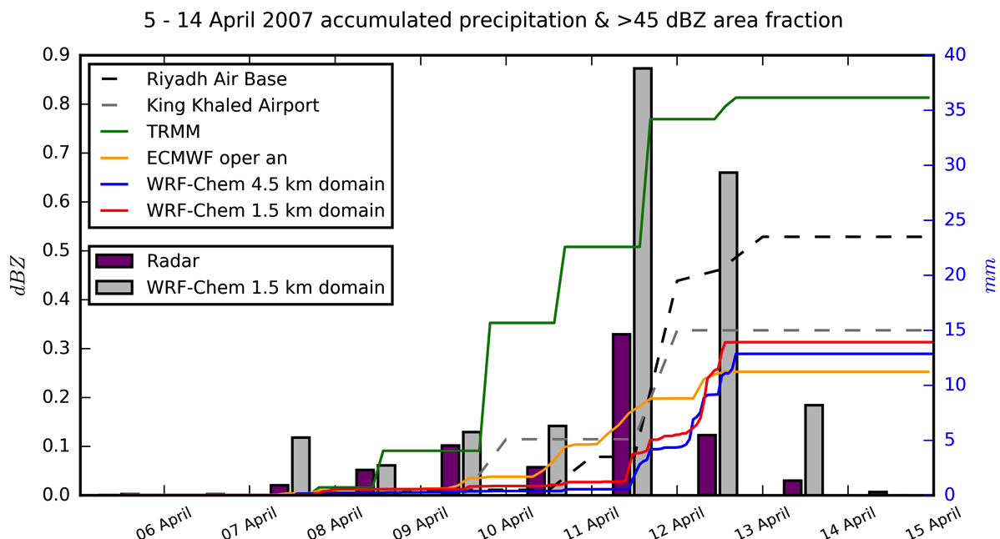 5 - 14 April 2007 accumulated precipitation & >45 dBZ area fraction
Riyadh Air Base
King Khaled Airport
TRMM
ECMWF oper an
WRF-Chem 4.5 km domain
WRF-Chem 1.5 km domain
Radar
WRF-Chem 1.5 km domain
dBZ
0.9
0.8
0.7
0.6
0.5
0.4
0.3
0.2
0.1
0.0
mm
40
35
30
25
20
15
10
5
0
06 April
07 April
08 April
09 April
10 April
11 April
12 April
13 April
14 April
15 April